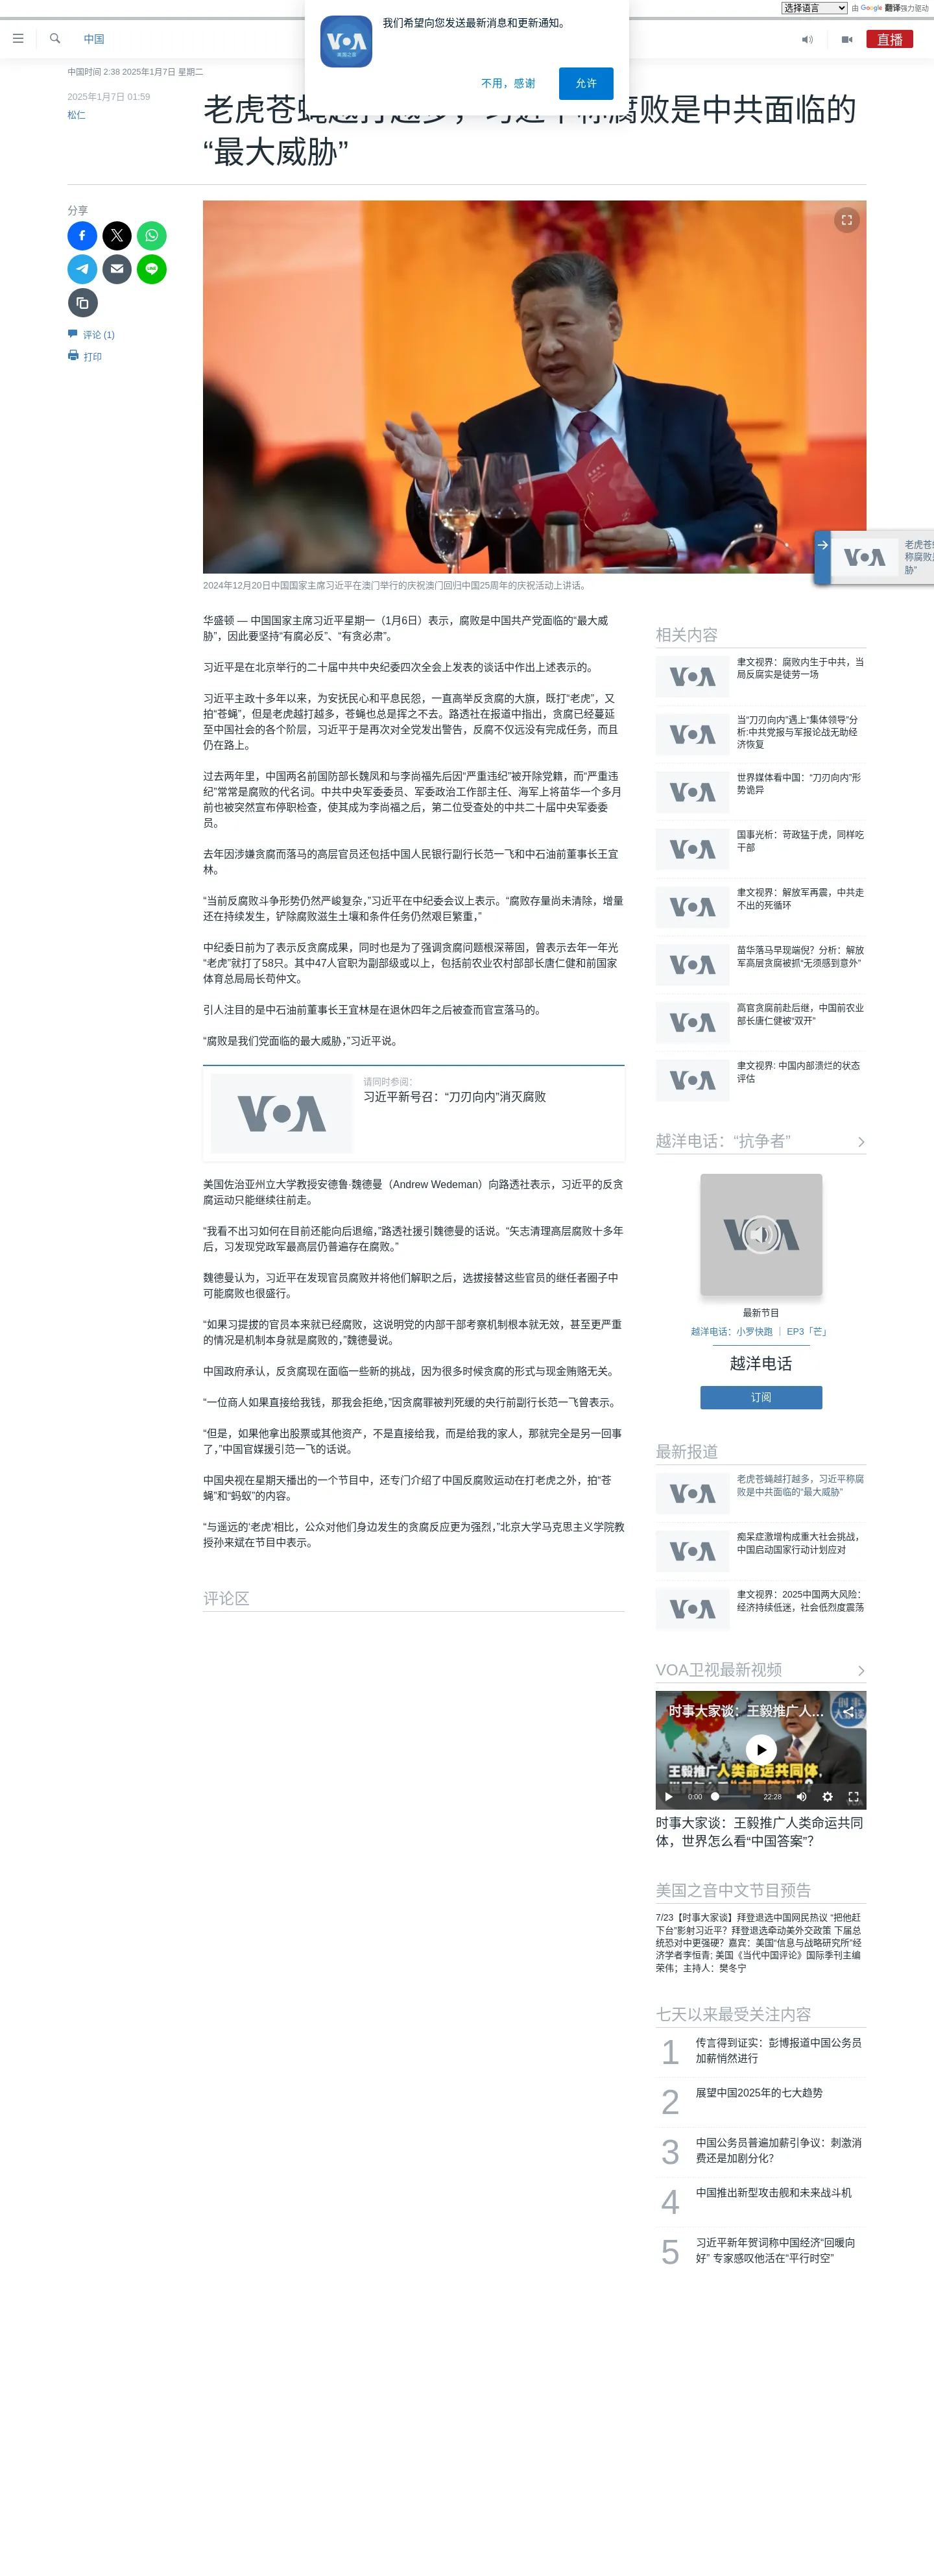 选择语言
由 Google 翻译强力驱动
我们希望向您发送最新消息和更新通知。
不用，感谢
允许
中国
直播
中国时间 2:38 2025年1月7日 星期二
2025年1月7日 01:59
松仁
老虎苍蝇越打越多，习近平称腐败是中共面临的
“最大威胁”
分享
评论 (1)
打印
2024年12月20日中国国家主席习近平在澳门举行的庆祝澳门回归中国25周年的庆祝活动上讲话。
华盛顿 — 中国国家主席习近平星期一（1月6日）表示，腐败是中国共产党面临的“最大威
胁”，因此要坚持“有腐必反”、“有贪必肃”。
习近平是在北京举行的二十届中共中央纪委四次全会上发表的谈话中作出上述表示的。
习近平主政十多年以来，为安抚民心和平息民怨，一直高举反贪腐的大旗，既打“老虎”，又
拍“苍蝇”，但是老虎越打越多，苍蝇也总是挥之不去。路透社在报道中指出，贪腐已经蔓延
至中国社会的各个阶层，习近平于是再次对全党发出警告，反腐不仅远没有完成任务，而且
仍在路上。
过去两年里，中国两名前国防部长魏凤和与李尚福先后因“严重违纪”被开除党籍，而“严重违
纪”常常是腐败的代名词。中共中央军委委员、军委政治工作部主任、海军上将苗华一个多月
前也被突然宣布停职检查，使其成为李尚福之后，第二位受查处的中共二十届中央军委委
员。
去年因涉嫌贪腐而落马的高层官员还包括中国人民银行副行长范一飞和中石油前董事长王宜
林。
“当前反腐败斗争形势仍然严峻复杂，”习近平在中纪委会议上表示。“腐败存量尚未清除，增量
还在持续发生，铲除腐败滋生土壤和条件任务仍然艰巨繁重，”
中纪委日前为了表示反贪腐成果，同时也是为了强调贪腐问题根深蒂固，曾表示去年一年光
“老虎”就打了58只。其中47人官职为副部级或以上，包括前农业农村部部长唐仁健和前国家
体育总局局长苟仲文。
引人注目的是中石油前董事长王宜林是在退休四年之后被查而官宣落马的。
“腐败是我们党面临的最大威胁，”习近平说。
请同时参阅：
习近平新号召：“刀刃向内”消灭腐败
美国佐治亚州立大学教授安德鲁·魏德曼（Andrew Wedeman）向路透社表示，习近平的反贪
腐运动只能继续往前走。
“我看不出习如何在目前还能向后退缩，”路透社援引魏德曼的话说。“矢志清理高层腐败十多年
后，习发现党政军最高层仍普遍存在腐败。”
魏德曼认为，习近平在发现官员腐败并将他们解职之后，选拔接替这些官员的继任者圈子中
可能腐败也很盛行。
“如果习提拔的官员本来就已经腐败，这说明党的内部干部考察机制根本就无效，甚至更严重
的情况是机制本身就是腐败的，”魏德曼说。
中国政府承认，反贪腐现在面临一些新的挑战，因为很多时候贪腐的形式与现金贿赂无关。
“一位商人如果直接给我钱，那我会拒绝，”因贪腐罪被判死缓的央行前副行长范一飞曾表示。
“但是，如果他拿出股票或其他资产，不是直接给我，而是给我的家人，那就完全是另一回事
了，”中国官媒援引范一飞的话说。
中国央视在星期天播出的一个节目中，还专门介绍了中国反腐败运动在打老虎之外，拍“苍
蝇”和“蚂蚁”的内容。
“与遥远的‘老虎’相比，公众对他们身边发生的贪腐反应更为强烈，”北京大学马克思主义学院教
授孙来斌在节目中表示。
评论区
相关内容
聿文视界：腐败内生于中共，当
局反腐实是徒劳一场
当“刀刃向内”遇上“集体领导”分
析:中共党报与军报论战无助经
济恢复
世界媒体看中国：“刀刃向内”形
势诡异
国事光析：苛政猛于虎，同样吃
干部
聿文视界：解放军再震，中共走
不出的死循环
苗华落马早现端倪？分析：解放
军高层贪腐被抓“无须感到意外”
高官贪腐前赴后继，中国前农业
部长唐仁健被“双开”
聿文视界: 中国内部溃烂的状态
评估
越洋电话：“抗争者”
最新节目
越洋电话：小罗快跑 ｜ EP3「芒」
越洋电话
订阅
最新报道
老虎苍蝇越打越多，习近平称腐
败是中共面临的“最大威胁”
痴呆症激增构成重大社会挑战，
中国启动国家行动计划应对
聿文视界：2025中国两大风险：
经济持续低迷，社会低烈度震荡
VOA卫视最新视频
时事大家谈：王毅推广人…
王毅推广人类命运共同体，
0:00
22:28
时事大家谈：王毅推广人类命运共同
体，世界怎么看“中国答案”？
美国之音中文节目预告
7/23【时事大家谈】拜登退选中国网民热议 “把他赶
下台”影射习近平？拜登退选牵动美外交政策 下届总
统恐对中更强硬？嘉宾：美国“信息与战略研究所”经
济学者李恒青; 美国《当代中国评论》国际季刊主编
荣伟；主持人：樊冬宁
七天以来最受关注内容
1 传言得到证实：彭博报道中国公务员
加薪悄然进行
2 展望中国2025年的七大趋势
3 中国公务员普遍加薪引争议：刺激消
费还是加剧分化？
4 中国推出新型攻击舰和未来战斗机
5 习近平新年贺词称中国经济“回暖向
好” 专家感叹他活在“平行时空”